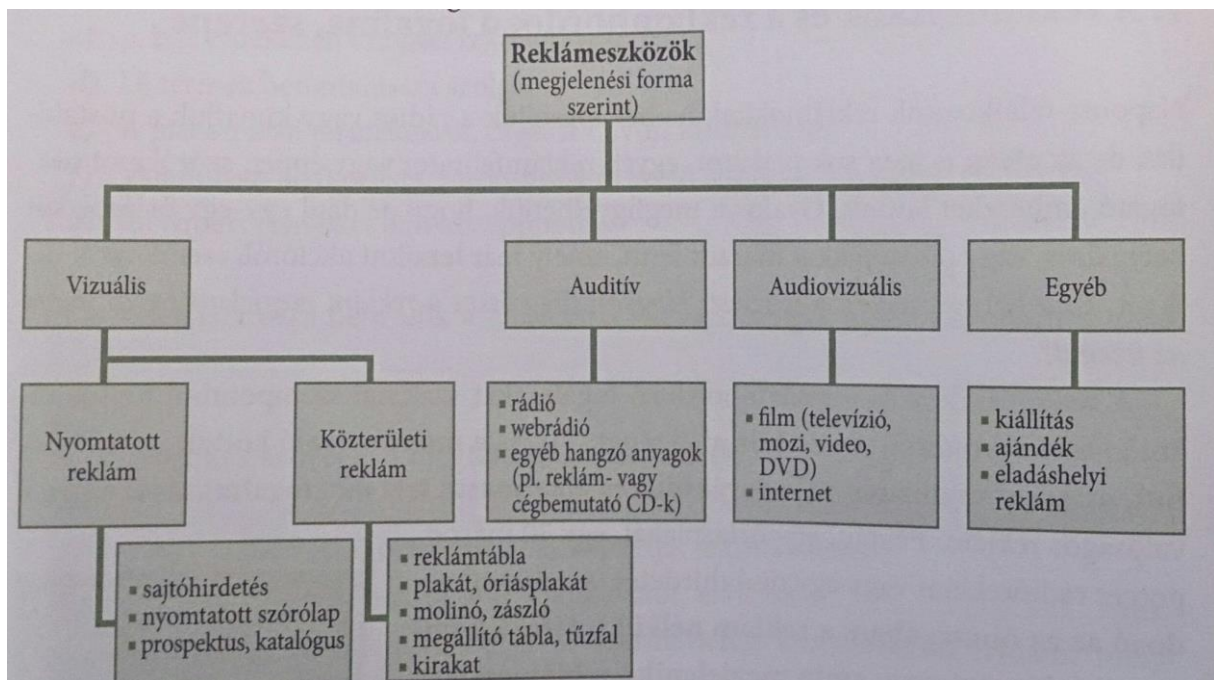 Reklámeszközök
(megjelenési forma
szerint)
Vizuális
Auditív
Audiovizuális
Egyéb
Nyomtatott
reklám
Közterületi
reklám
▪ rádió
▪ webrádió
▪ egyéb hangzó anyagok
(pl. reklám- vagy
cégbemutató CD-k)
▪ film (televízió,
mozi, video,
DVD)
▪ internet
▪ kiállítás
▪ ajándék
▪ eladáshelyi
reklám
▪ sajtóhirdetés
▪ nyomtatott szórólap
▪ prospektus, katalógus
▪ reklámtábla
▪ plakát, óriásplakát
▪ molinó, zászló
▪ megállító tábla, tűzfal
▪ kirakat